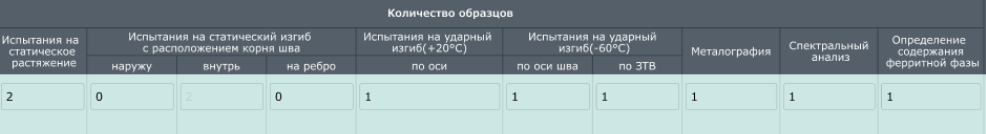 Количество образцов
Испытания на статическое растяжение
Испытания на статический изгиб с расположением корня шва
Испытания на ударный изгиб(+20°С)
Испытания на ударный изгиб(-60°С)
Металография
Спектральный анализ
Определение содержания ферритной фазы
наружу
внутрь
на ребро
по оси
по оси шва
по ЗТВ
2
0
2
0
1
1
1
1
1
1